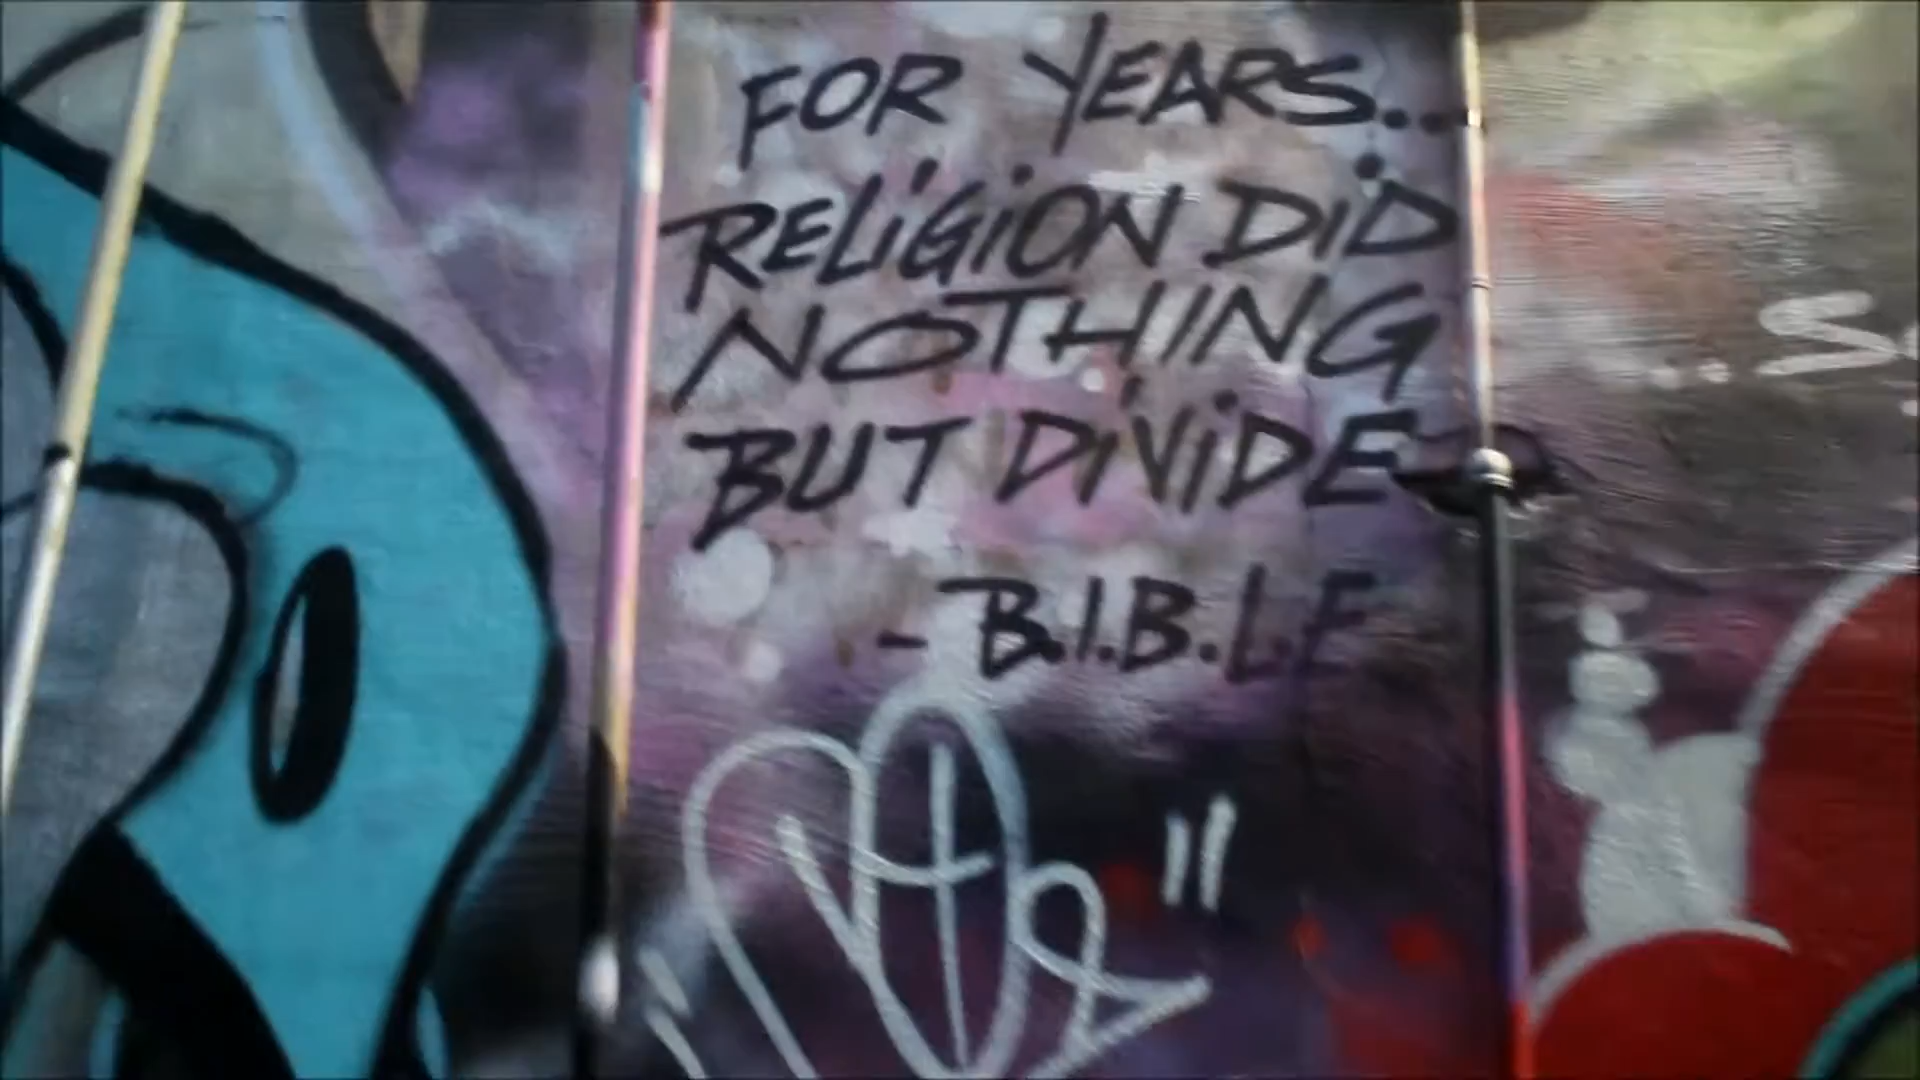 FOR YEARS...
RELiGiON DiD
NOTHING
BUT DiViDE
- B.I.B.L.E